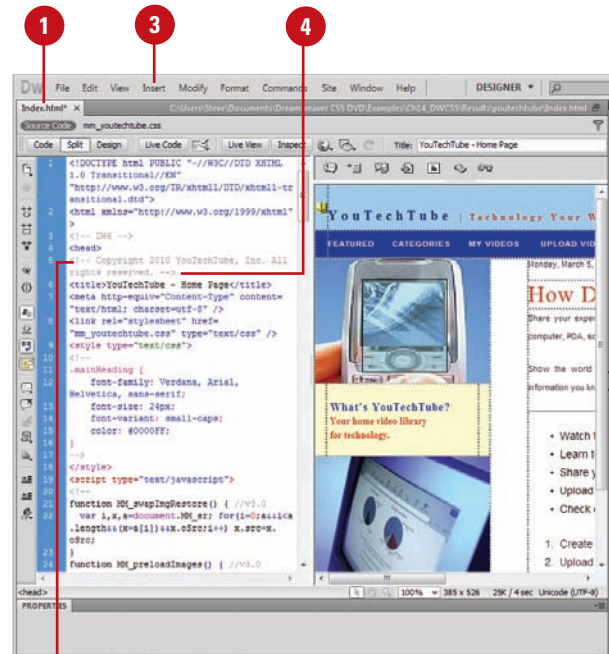 1 3 4
DW File Edit View Insert Modify Format Commands Site Window Help DESIGNER
Index.html* × C:\Users\Steve\Documents\Dreamweaver CS5 DVD\Examples\Ch14_DWCS5\Results\youtechtube\Index.html
Source Code mm_youtechtube.css
Code Split Design Live Code Live View Inspect Title: YouTechTube - Home Page
1 <!DOCTYPE html PUBLIC "-//W3C//DTD XHTML
1.0 Transitional//EN"
"http://www.w3.org/TR/xhtml1/DTD/xhtml1-tr
ansitional.dtd">
2 <html xmlns="http://www.w3.org/1999/xhtml"
>
3 <!-- DW6 -->
4 <head>
5 <!-- Copyright 2010 YouTechTube, Inc. All
rights reserved. -->
6 <title>YouTechTube - Home Page</title>
7 <meta http-equiv="Content-Type" content=
"text/html; charset=utf-8" />
8 <link rel="stylesheet" href=
"mm_youtechtube.css" type="text/css" />
9 <style type="text/css">
10 <!--
11 .mainHeading {
12 font-family: Verdana, Arial,
Helvetica, sans-serif;
13 font-size: 24px;
14 font-variant: small-caps;
15 color: #0000FF;
16 }
17 -->
18 </style>
19 <script type="text/javascript">
20 <!--
21 function MM_swapImgRestore() { //v3.0
22 var i,x,a=document.MM_sr; for(i=0;a&&i<a
.length&&(x=a[i])&&x.oSrc;i++) x.src=x.
oSrc;
23 }
24 function MM_preloadImages() { //v3.0
YouTechTube | Technology Your W
FEATURED CATEGORIES MY VIDEOS UPLOAD VID
Monday, March 5,
How D
Share your exper
computer, PDA, sc
Show the world
information you kn
What's YouTechTube?
Your home video library
for technology.
• Watch t
• Learn t
• Share y
• Upload
• Check
1. Create
2. Upload
<head> 100% 385 x 526 29K / 4 sec Unicode (UTF-8)
PROPERTIES